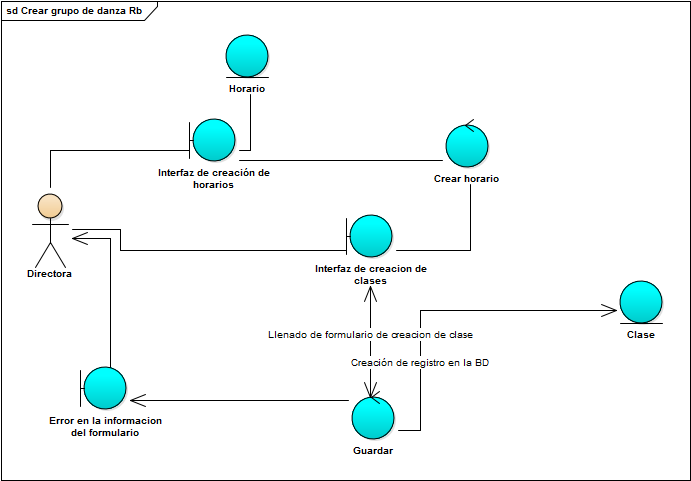 sd Crear grupo de danza Rb
Horario
Interfaz de creación de
horarios
Crear horario
Directora
Interfaz de creacion de
clases
Clase
Llenado de formulario de creacion de clase
Creación de registro en la BD
Error en la informacion
del formulario
Guardar